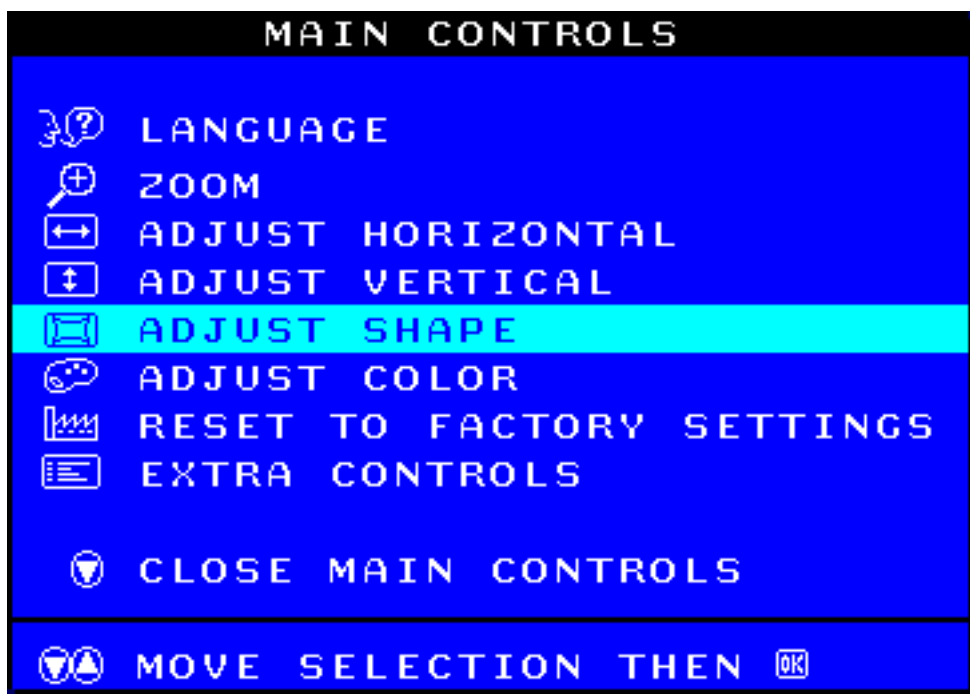 MAIN CONTROLS
LANGUAGE
ZOOM
ADJUST HORIZONTAL
ADJUST VERTICAL
ADJUST SHAPE
ADJUST COLOR
RESET TO FACTORY SETTINGS
EXTRA CONTROLS
CLOSE MAIN CONTROLS
MOVE SELECTION THEN OK